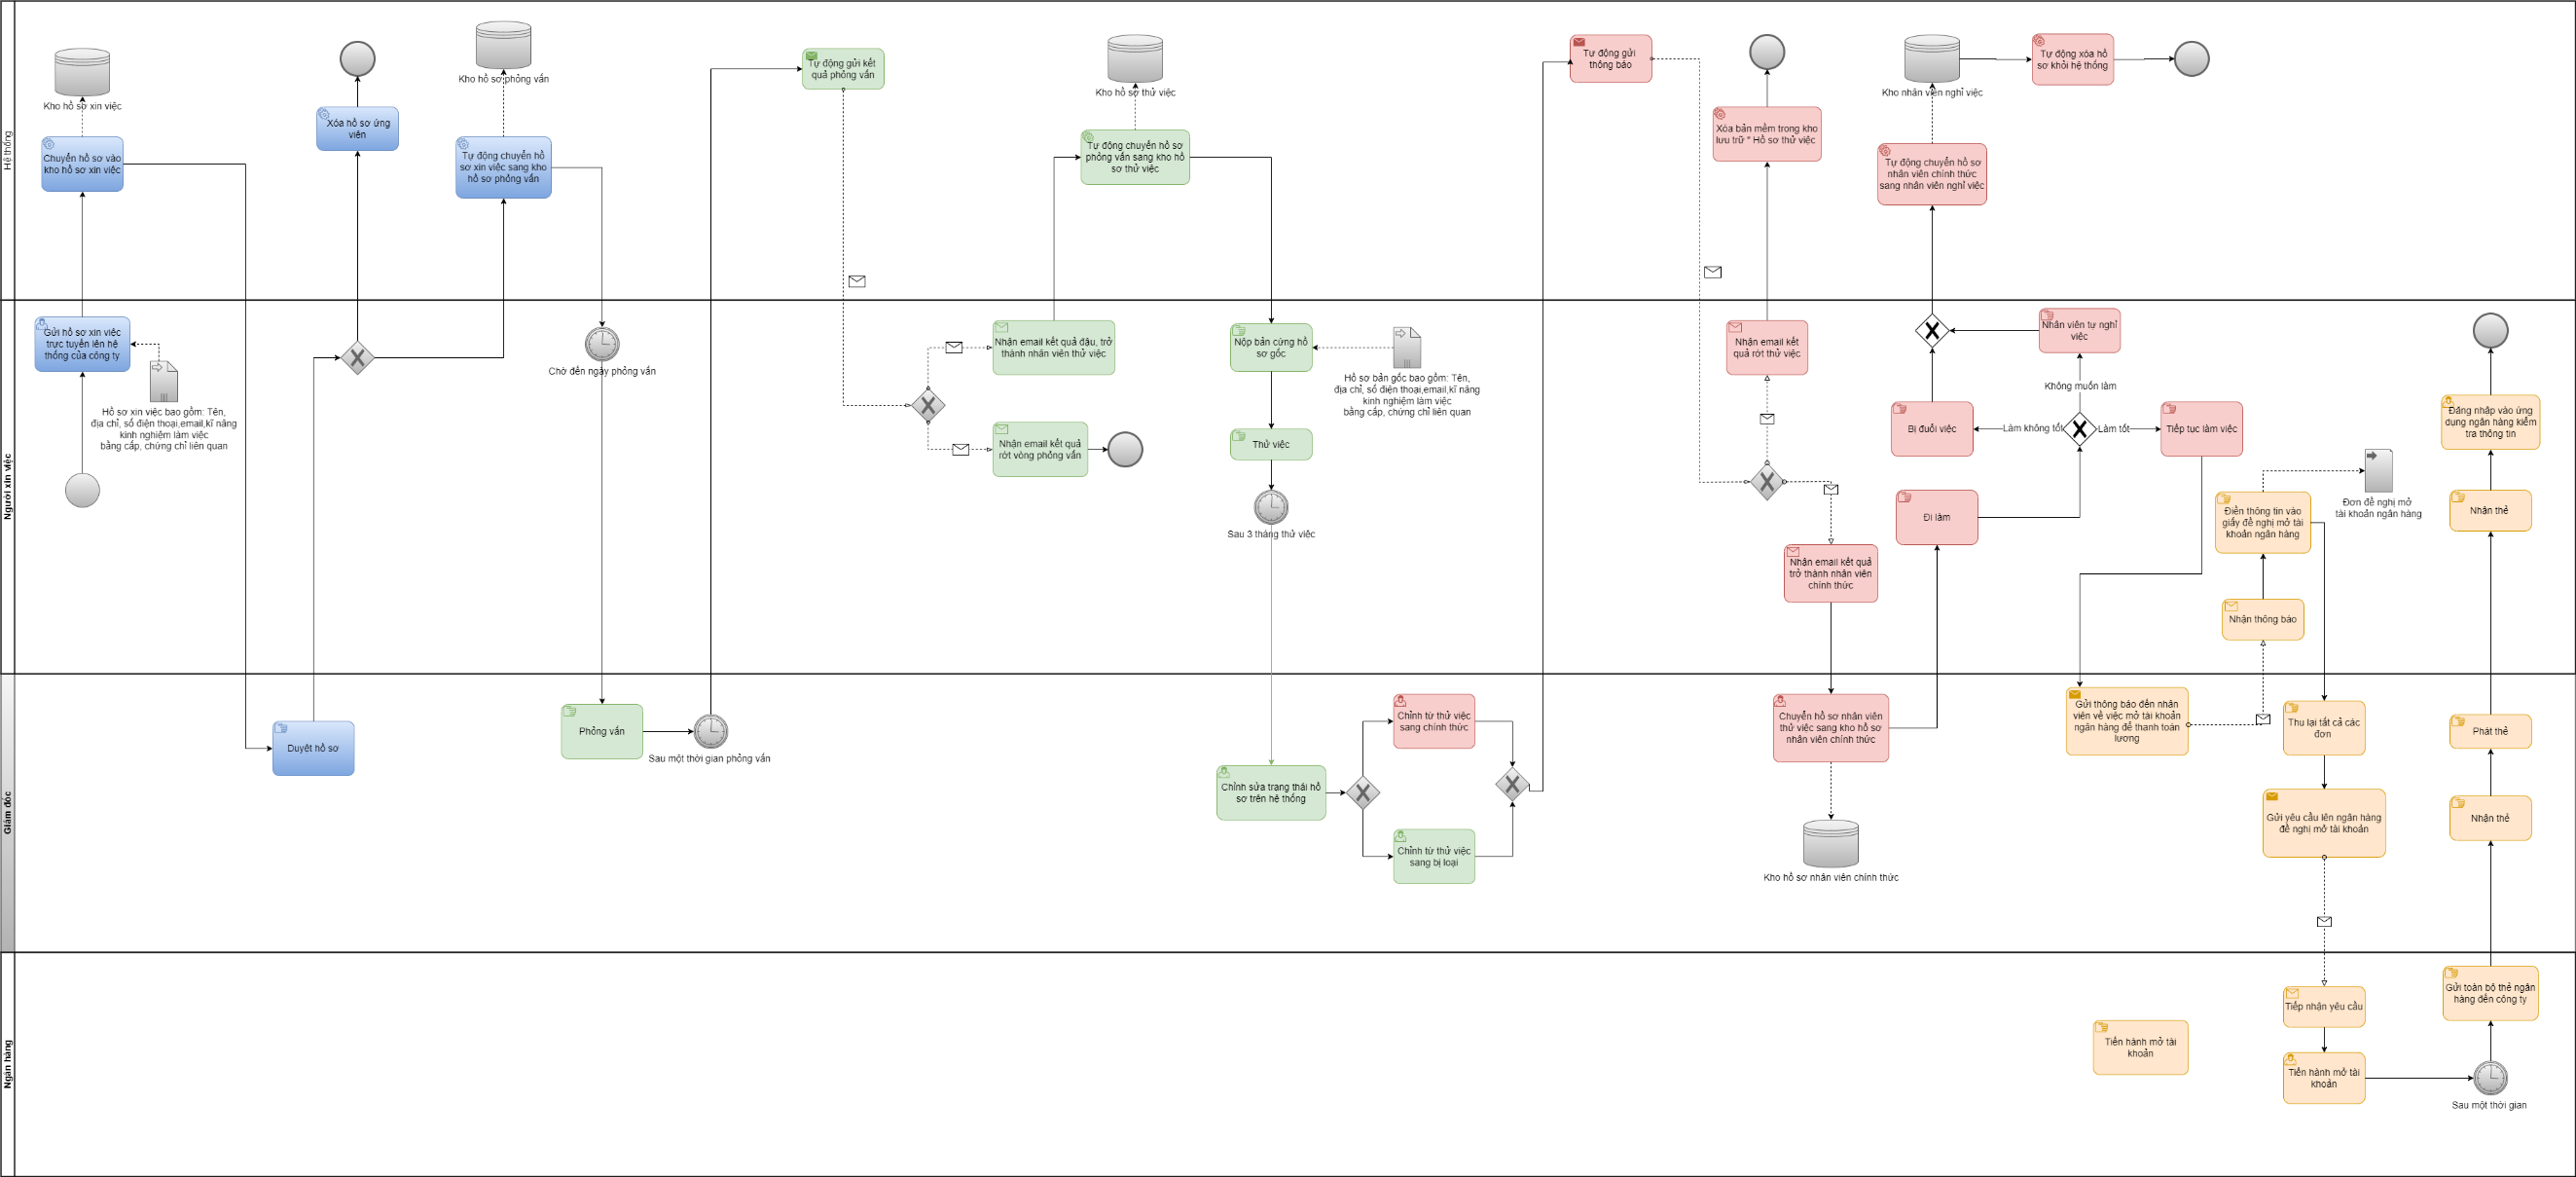 Hệ thống
Kho hồ sơ xin việc
Chuyển hồ sơ vào
kho hồ sơ xin việc
Xóa hồ sơ ứng
viên
Kho hồ sơ phỏng vấn
Tự động chuyển hồ
sơ xin việc sang kho
hồ sơ phỏng vấn
Tự động gửi kết
quả phỏng vấn
Kho hồ sơ thử việc
Tự động chuyển hồ sơ
phỏng vấn sang kho hồ
sơ thử việc
Tự động gửi
thông báo
Xóa bản mềm trong kho
lưu trữ " Hồ sơ thử việc
Kho nhân viên nghỉ việc
Tự động xóa hồ
sơ khỏi hệ thống
Tự động chuyển hồ sơ
nhân viên chính thức
sang nhân viên nghỉ việc
Người xin việc
Gửi hồ sơ xin việc
trực tuyến lên hệ
thống của công ty
Hồ sơ xin việc bao gồm: Tên,
địa chỉ, số điện thoại,email,kĩ năng
kinh nghiệm làm việc
bằng cấp, chứng chỉ liên quan
Chờ đến ngày phỏng vấn
Nhận email kết quả đậu, trở
thành nhân viên thử việc
Nhận email kết quả
rớt vòng phỏng vấn
Nộp bản cứng hồ
sơ gốc
Hồ sơ bản gốc bao gồm: Tên,
địa chỉ, số điện thoại,email,kĩ năng
kinh nghiệm làm việc
bằng cấp, chứng chỉ liên quan
Thử việc
Sau 3 tháng thử việc
Nhận email kết
quả rớt thử việc
Nhận email kết quả
trở thành nhân viên
chính thức
Nhân viên tự nghỉ
việc
Không muốn làm
Bị đuổi việc
Làm không tốt
Làm tốt
Tiếp tục làm việc
Đi làm
Điền thông tin vào
giấy đề nghị mở tài
khoản ngân hàng
Đơn đề nghị mở
tài khoản ngân hàng
Nhận thông báo
Đăng nhập vào ứng
dụng ngân hàng kiểm
tra thông tin
Nhận thẻ
Giám đốc
Duyệt hồ sơ
Phỏng vấn
Sau một thời gian phỏng vấn
Chỉnh sửa trạng thái hồ
sơ trên hệ thống
Chỉnh từ thử việc
sang chính thức
Chỉnh từ thử việc
sang bị loại
Chuyển hồ sơ nhân viên
thử việc sang kho hồ sơ
nhân viên chính thức
Kho hồ sơ nhân viên chính thức
Gửi thông báo đến nhân
viên về việc mở tài khoản
ngân hàng để thanh toán
lương
Thu lại tất cả các
đơn
Gửi yêu cầu lên ngân hàng
đề nghị mở tài khoản
Phát thẻ
Nhận thẻ
Ngân hàng
Tiến hành mở tài
khoản
Tiếp nhận yêu cầu
Tiến hành mở tài
khoản
Gửi toàn bộ thẻ ngân
hàng đến công ty
Sau một thời gian